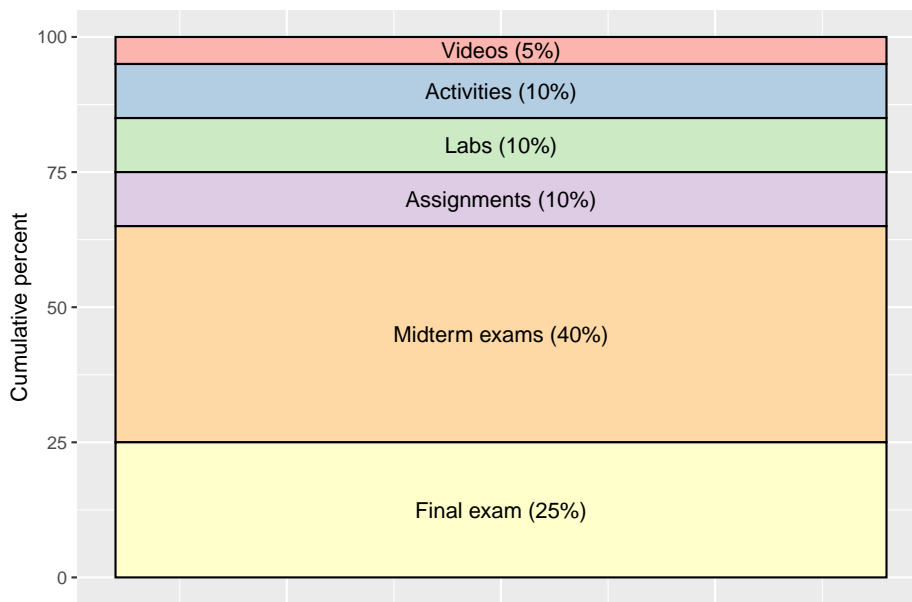 Cumulative percent
100
75
50
25
0
Videos (5%)
Activities (10%)
Labs (10%)
Assignments (10%)
Midterm exams (40%)
Final exam (25%)